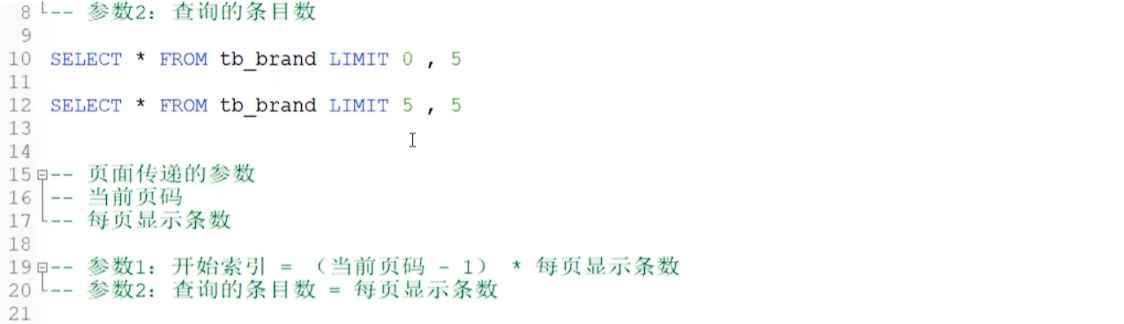 8 -- 参数2：查询的条目数
9
10 SELECT * FROM tb_brand LIMIT 0 , 5
11
12 SELECT * FROM tb_brand LIMIT 5 , 5
13
14
15 -- 页面传递的参数
16 -- 当前页码
17 -- 每页显示条数
18
19 -- 参数1：开始索引 = （当前页码 - 1） * 每页显示条数
20 -- 参数2：查询的条目数 = 每页显示条数
21